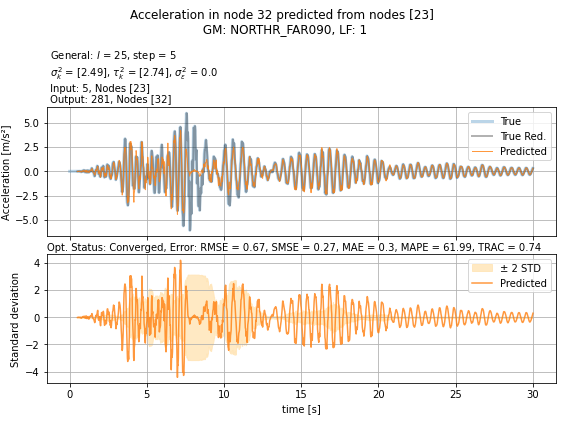 Acceleration in node 32 predicted from nodes [23]
GM: NORTHR_FAR090, LF: 1
General: l = 25, step = 5
σ²ₖ = [2.49], τ²ₖ = [2.74], σ²ε = 0.0
Input: 5, Nodes [23]
Output: 281, Nodes [32]
Acceleration [m/s²]
5.0
2.5
0.0
−2.5
−5.0
True
True Red.
Predicted
Opt. Status: Converged, Error: RMSE = 0.67, SMSE = 0.27, MAE = 0.3, MAPE = 61.99, TRAC = 0.74
Standard deviation
4
2
0
−2
−4
± 2 STD
Predicted
0 5 10 15 20 25 30
time [s]